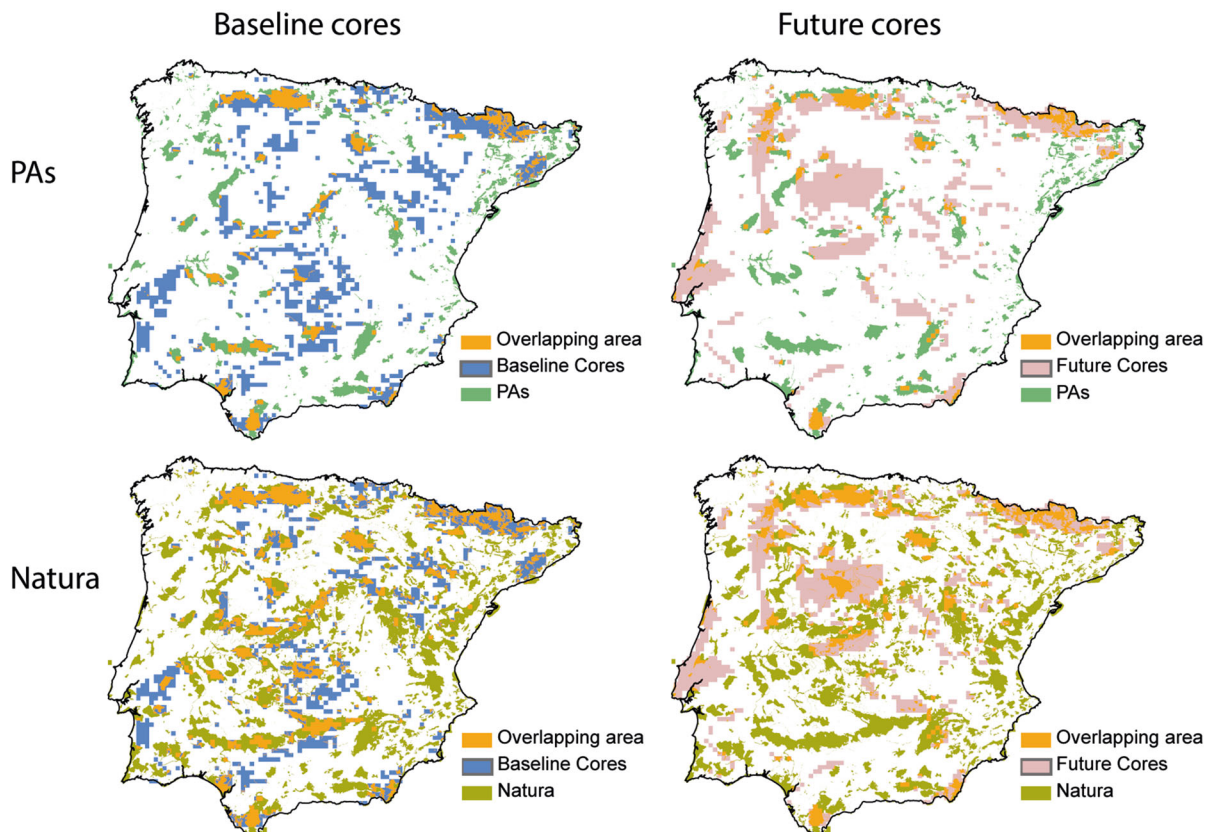 Baseline cores
Future cores
PAs
Overlapping area
Baseline Cores
PAs
Overlapping area
Future Cores
PAs
Natura
Overlapping area
Baseline Cores
Natura
Overlapping area
Future Cores
Natura